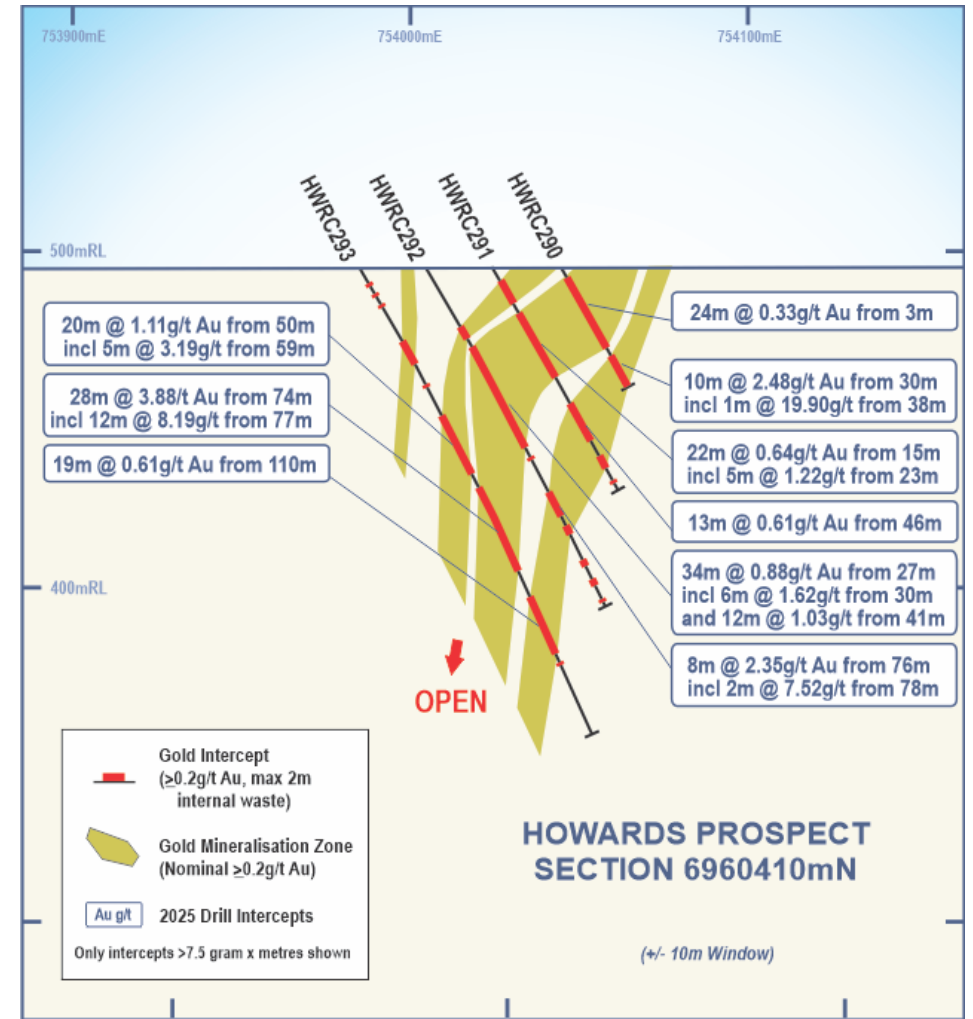 753900mE
754000mE
754100mE
HWRC293
HWRC292
HWRC291
HWRC290
500mRL
20m @ 1.11g/t Au from 50m
incl 5m @ 3.19g/t from 59m
28m @ 3.88g/t Au from 74m
incl 12m @ 8.19g/t from 77m
19m @ 0.61g/t Au from 110m
24m @ 0.33g/t Au from 3m
10m @ 2.48g/t Au from 30m
incl 1m @ 19.90g/t from 38m
22m @ 0.64g/t Au from 15m
incl 5m @ 1.22g/t from 23m
13m @ 0.61g/t Au from 46m
34m @ 0.88g/t Au from 27m
incl 6m @ 1.62g/t from 30m
and 12m @ 1.03g/t from 41m
8m @ 2.35g/t Au from 76m
incl 2m @ 7.52g/t from 78m
400mRL
OPEN
Gold Intercept
(≥0.2g/t Au, max 2m
internal waste)
Gold Mineralisation Zone
(Nominal ≥0.2g/t Au)
Au g/t
2025 Drill Intercepts
Only intercepts >7.5 gram x metres shown
HOWARDS PROSPECT
SECTION 6960410mN
(+/- 10m Window)